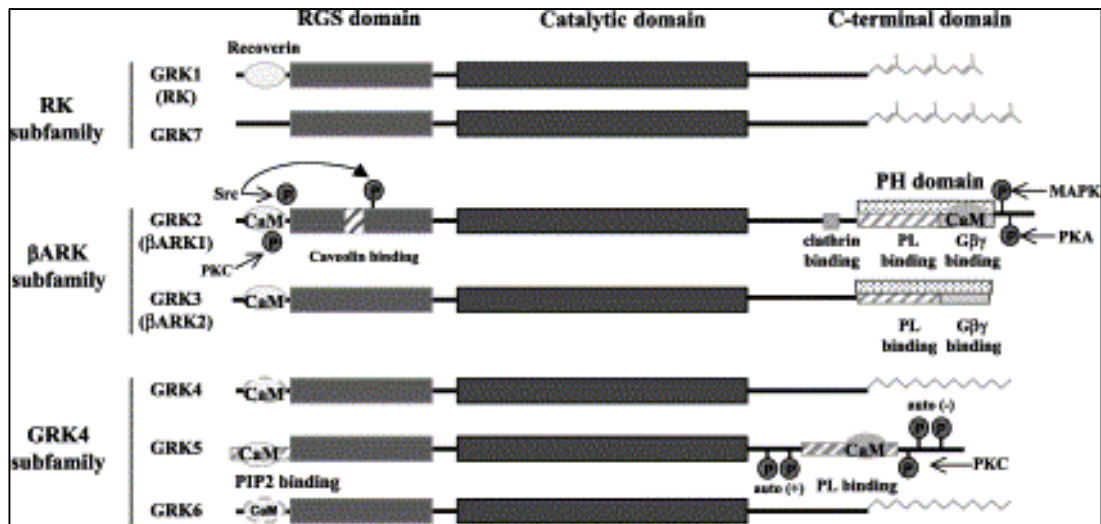 RGS domain Catalytic domain C-terminal domain
Recoverin
GRK1
(RK)
RK
subfamily
GRK7
Src P P PH domain P MAPK
GRK2 CaM CaM
(βARK1) P P PKA
PKC Caveolin binding clathrin PL Gβγ
binding binding binding
βARK
subfamily
GRK3 CaM
(βARK2)
PL Gβγ
binding binding
GRK4 CaM
auto (-)
P P
GRK4
subfamily
GRK5 CaM CaM
P P P PKC
PIP2 binding auto (+) PL binding
GRK6 CaM